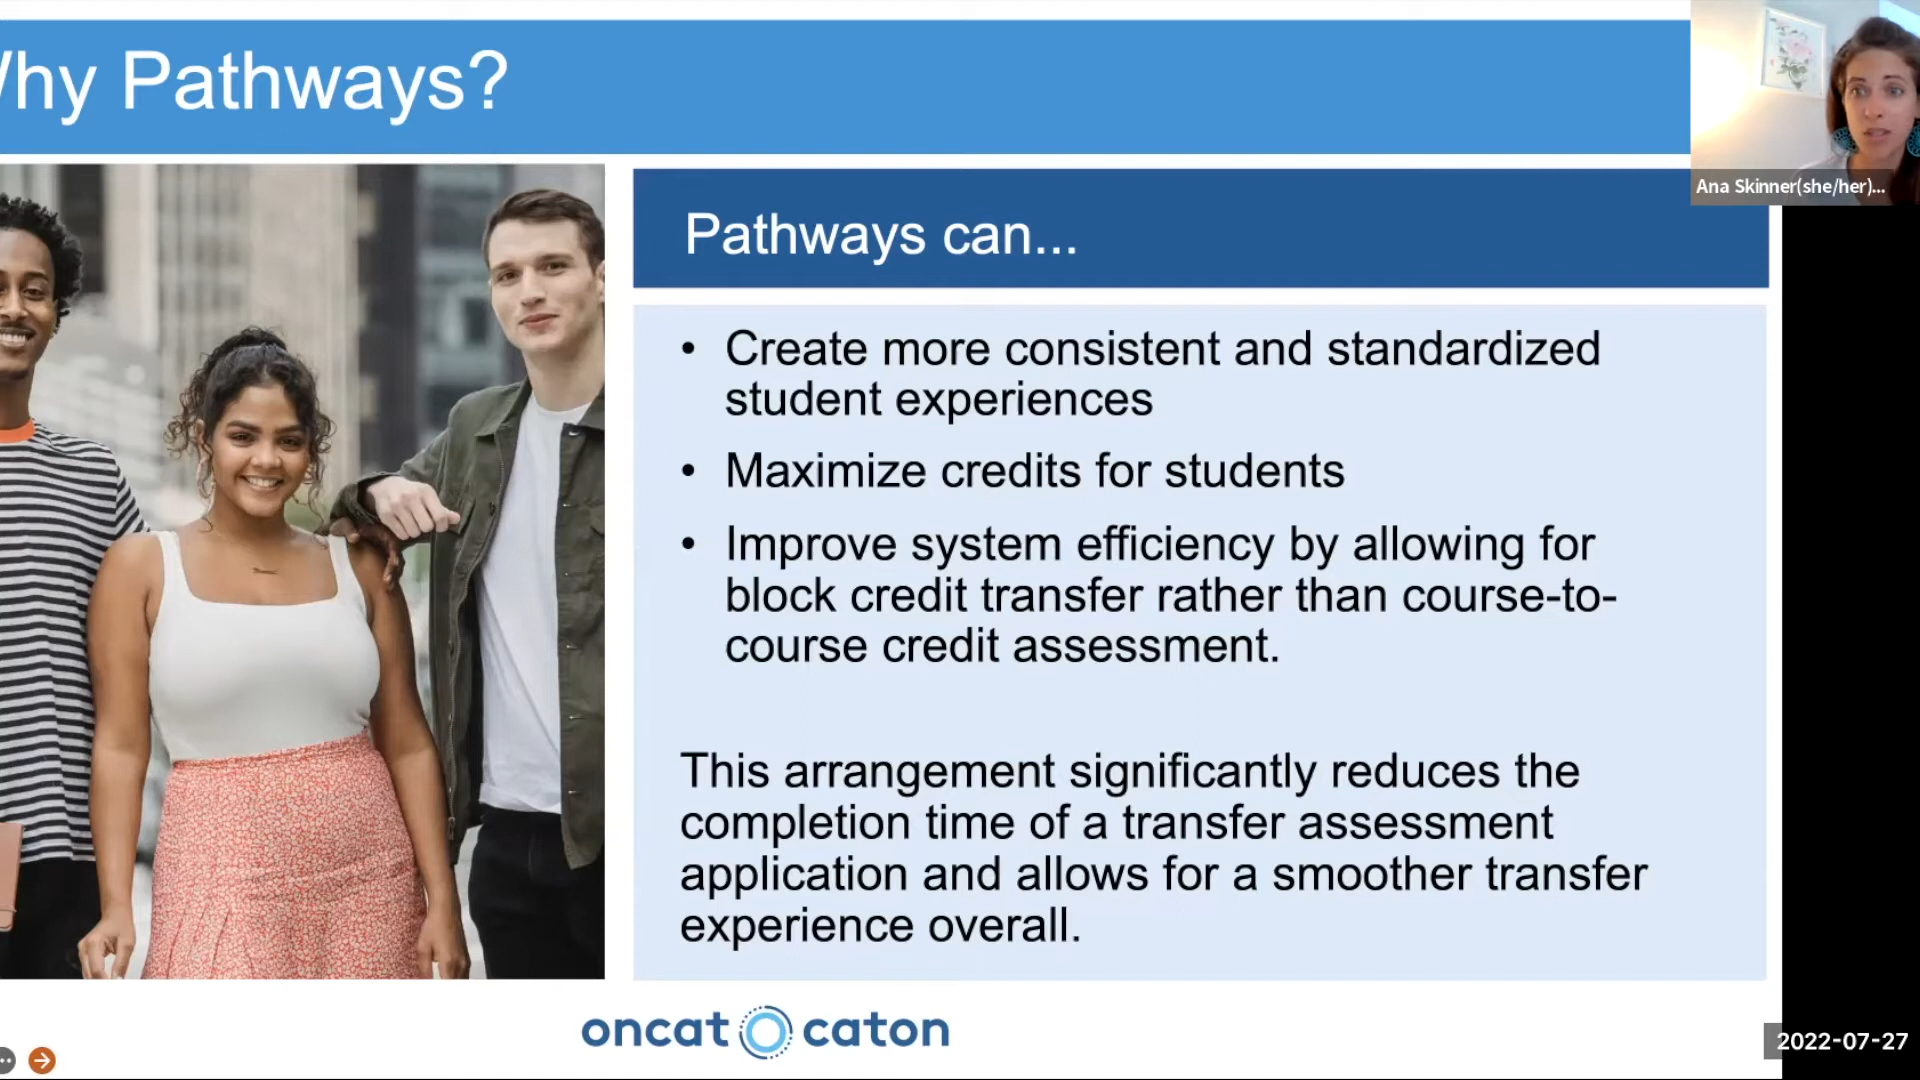 Why Pathways?
Ana Skinner(she/her)...
Pathways can...
• Create more consistent and standardized
student experiences
• Maximize credits for students
• Improve system efficiency by allowing for
block credit transfer rather than course-to-
course credit assessment.
This arrangement significantly reduces the
completion time of a transfer assessment
application and allows for a smoother transfer
experience overall.
oncat caton
2022-07-27